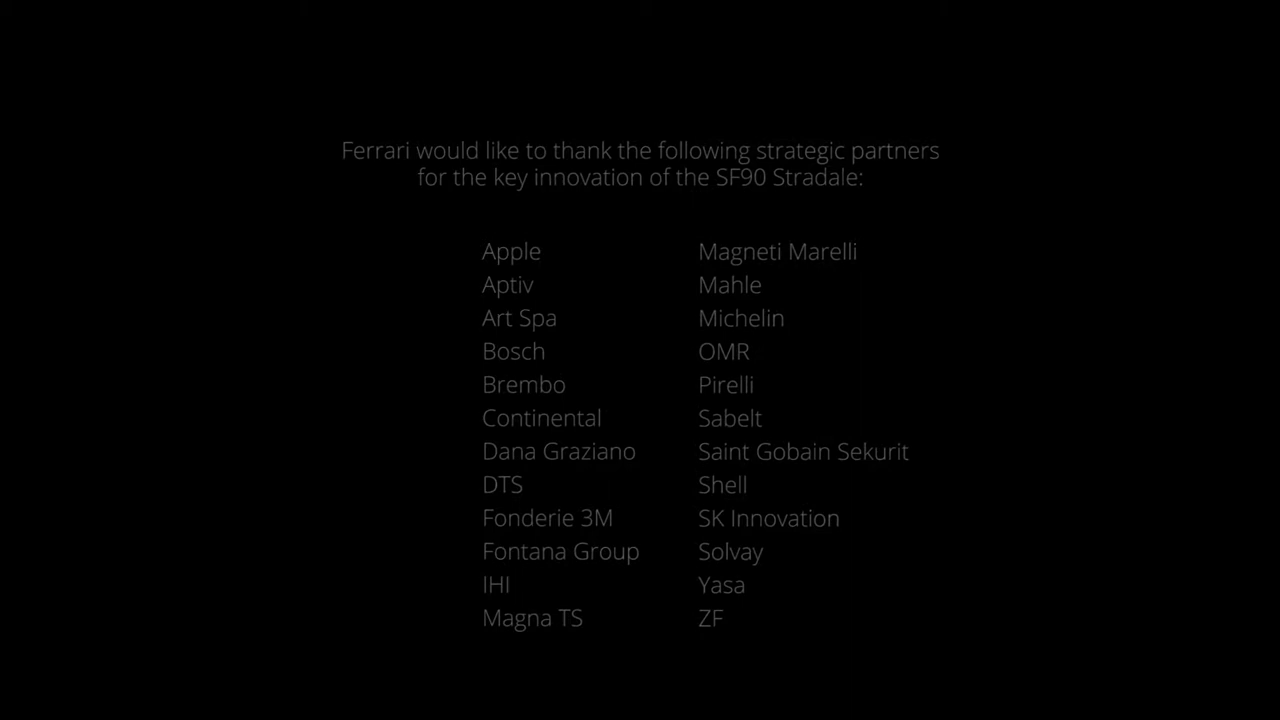 Ferrari would like to thank the following strategic partners
for the key innovation of the SF90 Stradale:
Apple
Aptiv
Art Spa
Bosch
Brembo
Continental
Dana Graziano
DTS
Fonderie 3M
Fontana Group
IHI
Magna TS
Magneti Marelli
Mahle
Michelin
OMR
Pirelli
Sabelt
Saint Gobain Sekurit
Shell
SK Innovation
Solvay
Yasa
ZF